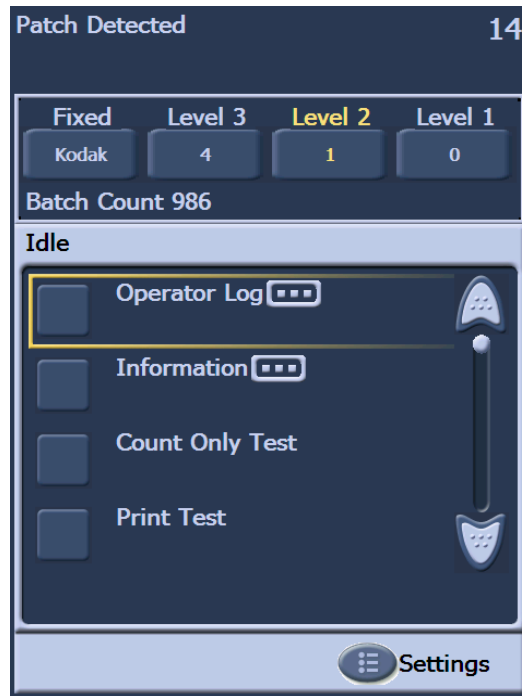 Patch Detected 14
Fixed Level 3 Level 2 Level 1
Kodak 4 1 0
Batch Count 986
Idle
Operator Log
Information
Count Only Test
Print Test
Settings